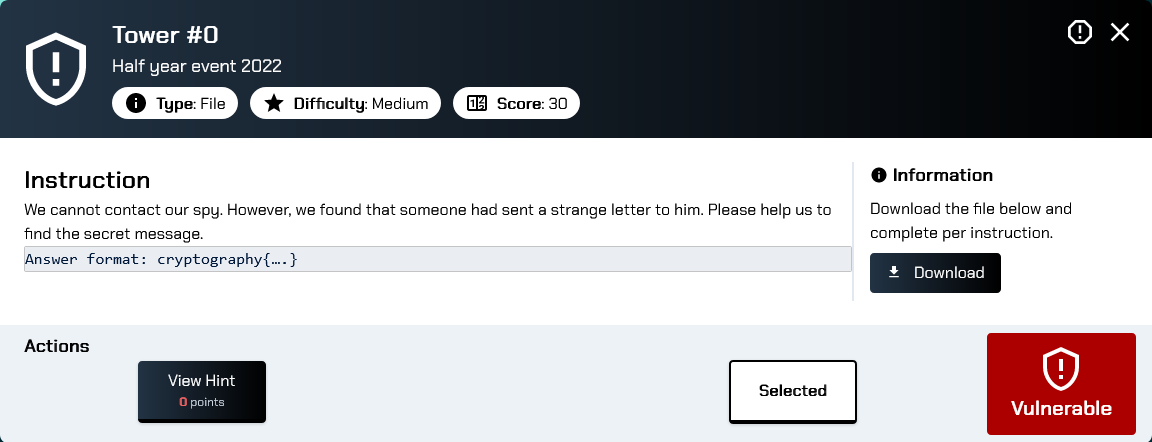 Tower #0
Half year event 2022
Type: File
Difficulty: Medium
Score: 30
Instruction
We cannot contact our spy. However, we found that someone had sent a strange letter to him. Please help us to
find the secret message.
Answer format: cryptography{….}
Information
Download the file below and
complete per instruction.
Download
Actions
View Hint
0 points
Selected
Vulnerable